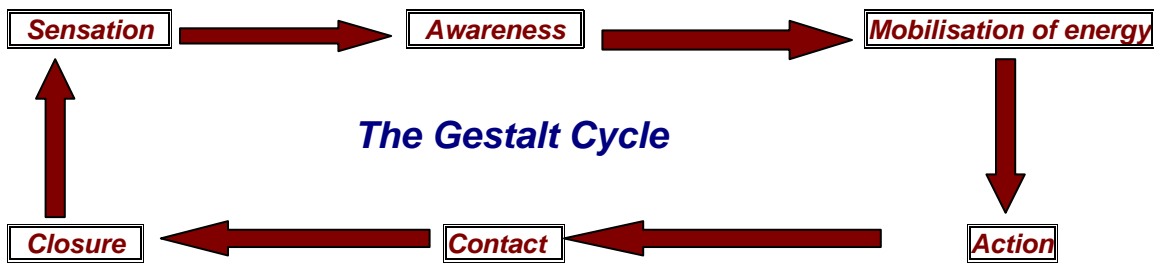 Sensation
Awareness
Mobilisation of energy
The Gestalt Cycle
Closure
Contact
Action